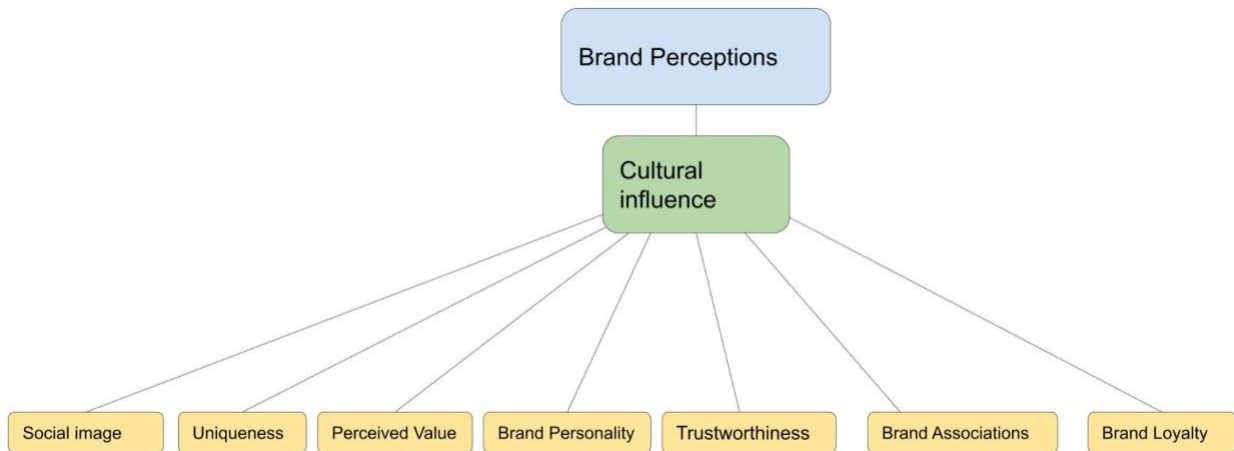 Brand Perceptions
Cultural
influence
Social image
Uniqueness
Perceived Value
Brand Personality
Trustworthiness
Brand Associations
Brand Loyalty